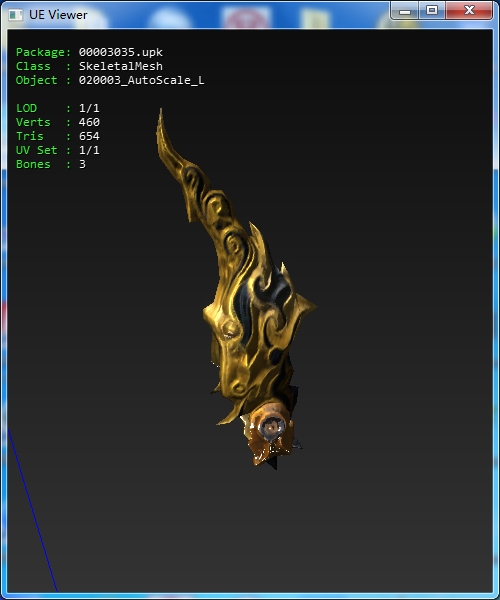 UE Viewer
Package: 00003035.upk
Class : SkeletalMesh
Object : 020003_AutoScale_L
LOD : 1/1
Verts : 460
Tris : 654
UV Set : 1/1
Bones : 3